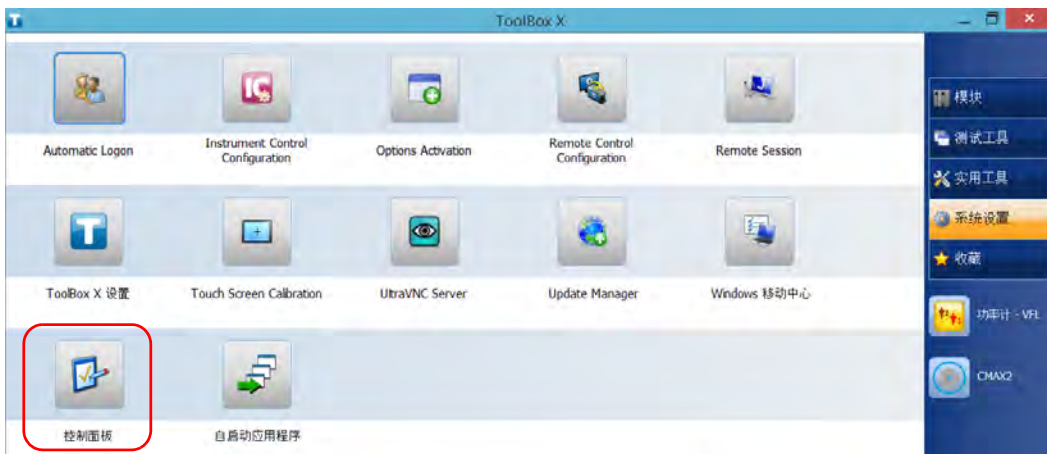 ToolBox X
Automatic Logon
Instrument Control
Configuration
Options Activation
Remote Control
Configuration
Remote Session
ToolBox X 设置
Touch Screen Calibration
UltraVNC Server
Update Manager
Windows 移动中心
控制面板
自启动应用程序
模块
测试工具
实用工具
系统设置
收藏
功率计 - VFL
CMAX2